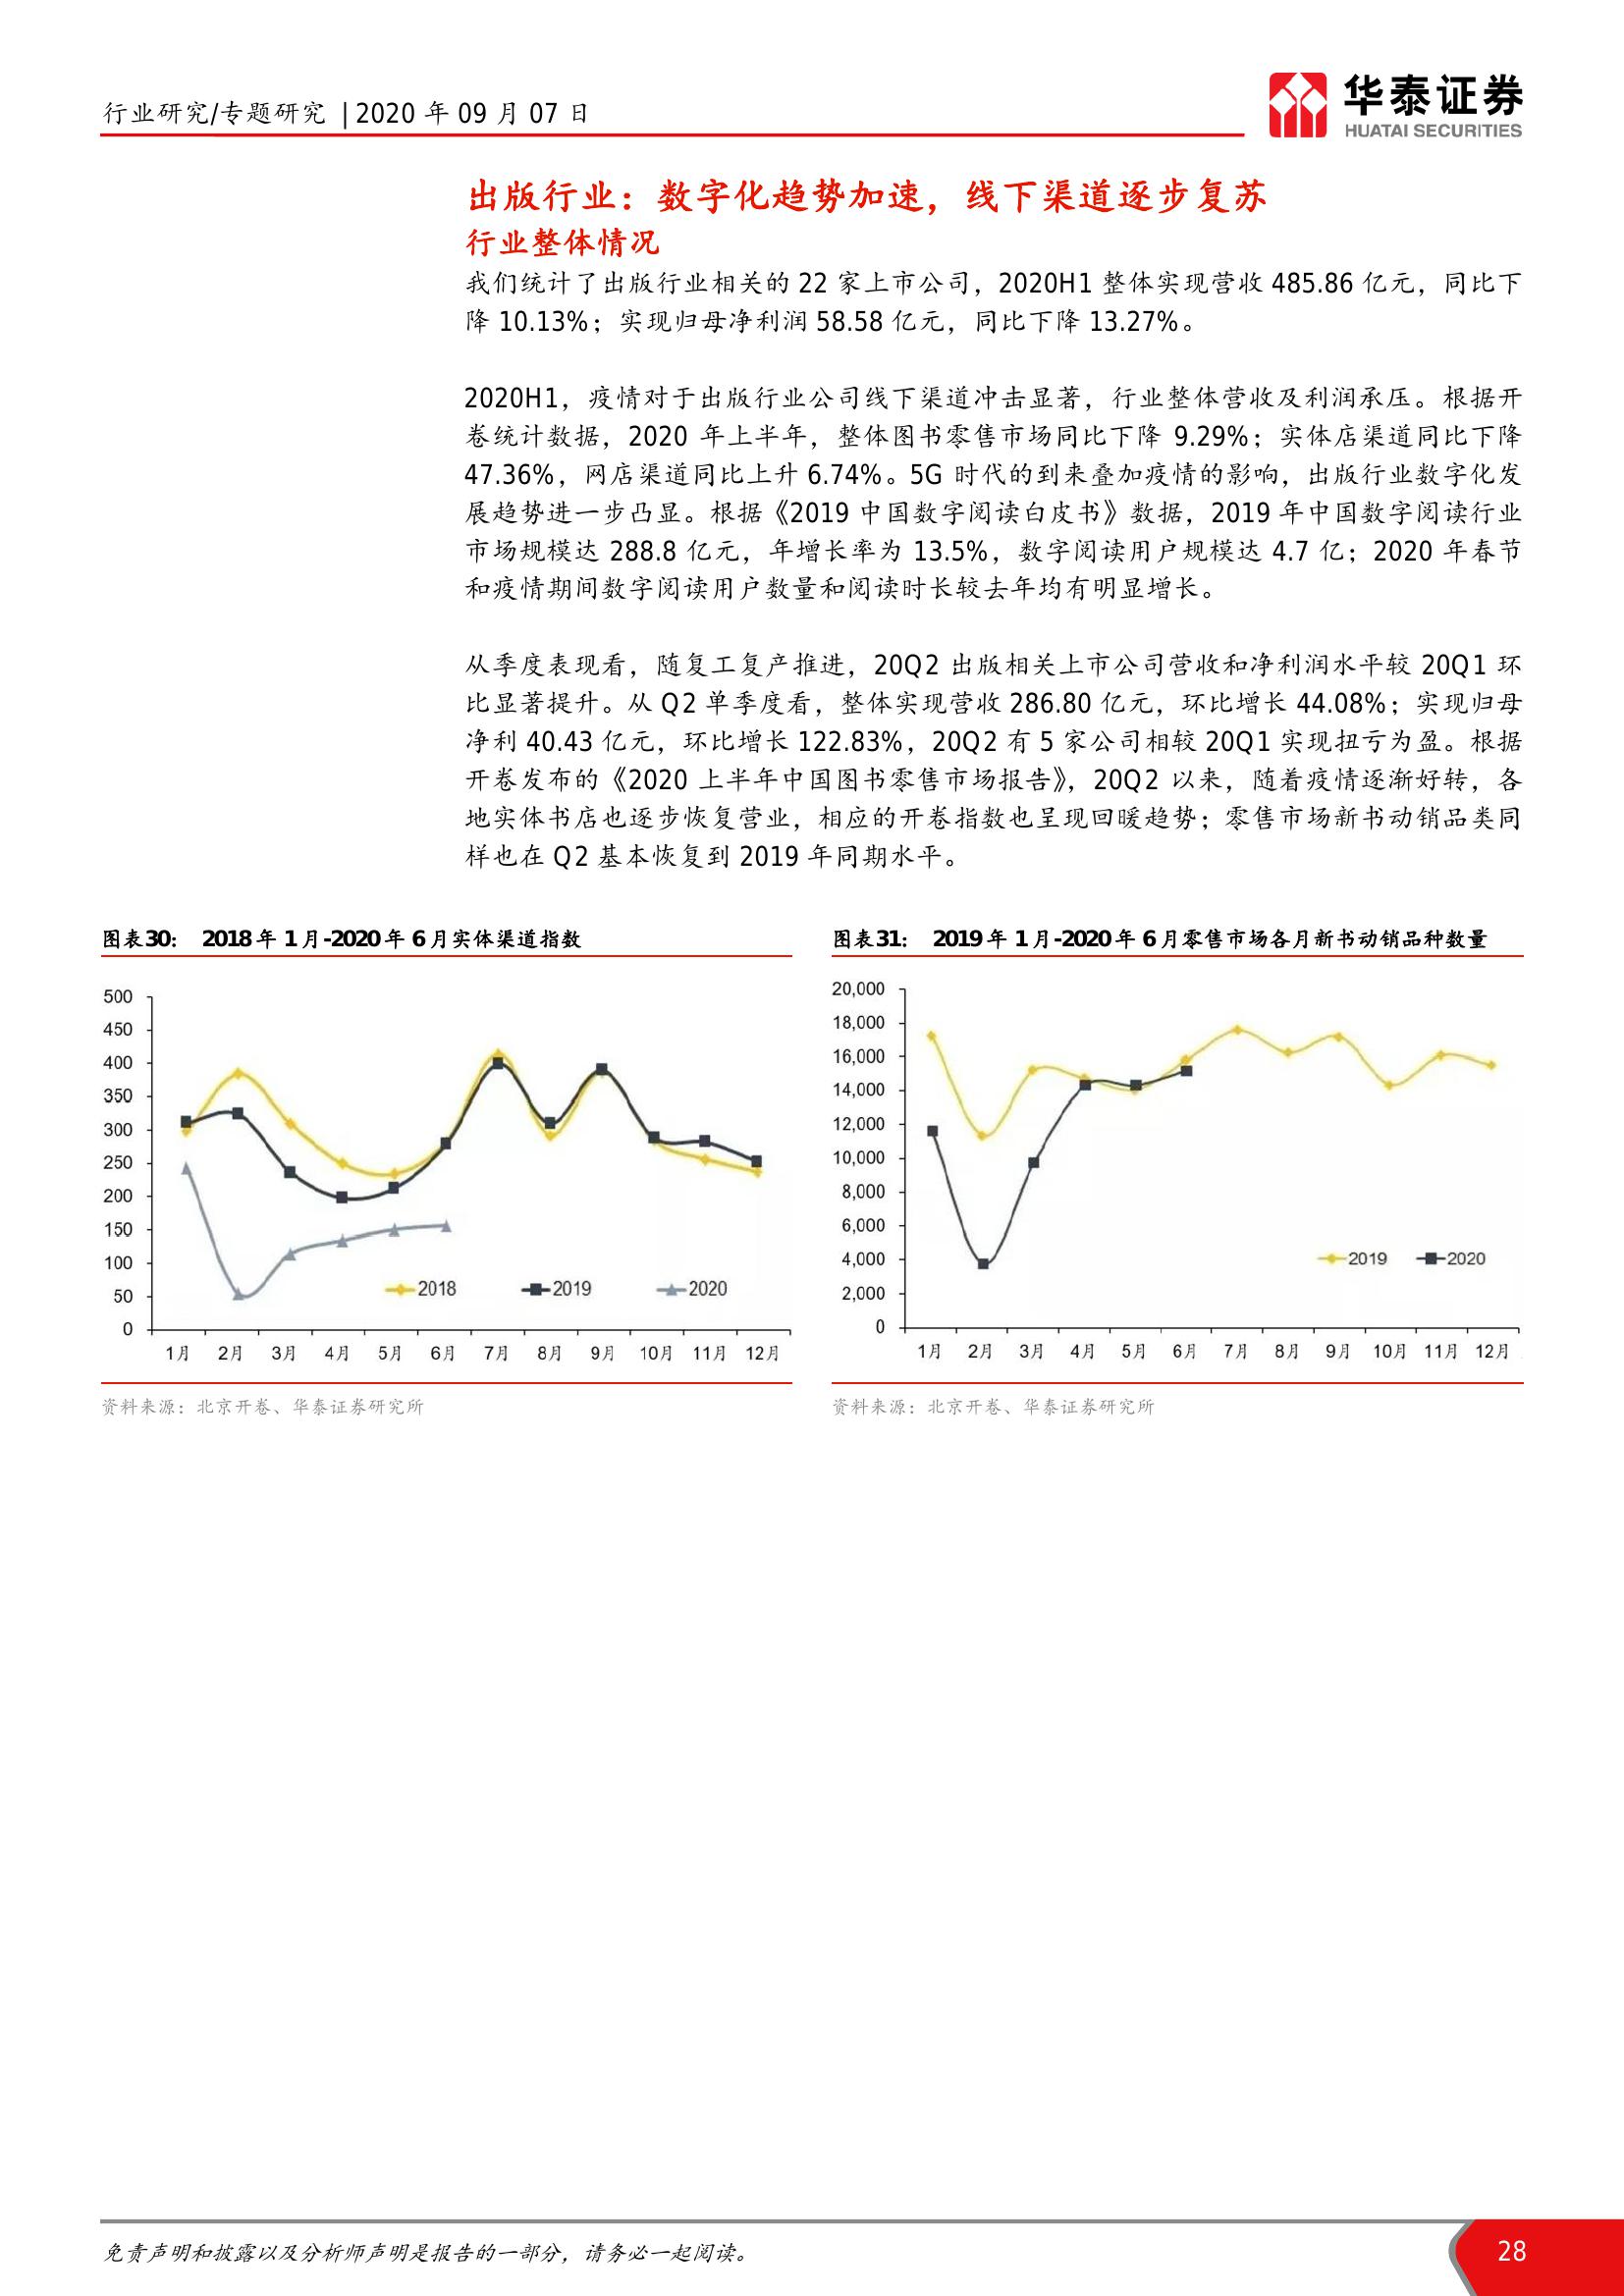 行业研究/专题研究 | 2020 年 09 月 07 日
华泰证券
HUATAI SECURITIES
出版行业：数字化趋势加速，线下渠道逐步复苏
行业整体情况
我们统计了出版行业相关的 22 家上市公司，2020H1 整体实现营收 485.86 亿元，同比下
降 10.13%；实现归母净利润 58.58 亿元，同比下降 13.27%。
2020H1，疫情对于出版行业公司线下渠道冲击显著，行业整体营收及利润承压。根据开
卷统计数据，2020 年上半年，整体图书零售市场同比下降 9.29%；实体店渠道同比下降
47.36%，网店渠道同比上升 6.74%。5G 时代的到来叠加疫情的影响，出版行业数字化发
展趋势进一步凸显。根据《2019 中国数字阅读白皮书》数据，2019 年中国数字阅读行业
市场规模达 288.8 亿元，年增长率为 13.5%，数字阅读用户规模达 4.7 亿；2020 年春节
和疫情期间数字阅读用户数量和阅读时长较去年均有明显增长。
从季度表现看，随复工复产推进，20Q2 出版相关上市公司营收和净利润水平较 20Q1 环
比显著提升。从 Q2 单季度看，整体实现营收 286.80 亿元，环比增长 44.08%；实现归母
净利 40.43 亿元，环比增长 122.83%，20Q2 有 5 家公司相较 20Q1 实现扭亏为盈。根据
开卷发布的《2020 上半年中国图书零售市场报告》，20Q2 以来，随着疫情逐渐好转，各
地实体书店也逐步恢复营业，相应的开卷指数也呈现回暖趋势；零售市场新书动销品类同
样也在 Q2 基本恢复到 2019 年同期水平。
图表30： 2018 年 1 月-2020 年 6 月实体渠道指数
500
450
400
350
300
250
200
150
100
50
0
2018 2019 2020
1月 2月 3月 4月 5月 6月 7月 8月 9月 10月 11月 12月
资料来源：北京开卷、华泰证券研究所
图表31： 2019 年 1 月-2020 年 6 月零售市场各月新书动销品种数量
20,000
18,000
16,000
14,000
12,000
10,000
8,000
6,000
4,000
2,000
0
2019 2020
1月 2月 3月 4月 5月 6月 7月 8月 9月 10月 11月 12月
资料来源：北京开卷、华泰证券研究所
免责声明和披露以及分析师声明是报告的一部分，请务必一起阅读。
28